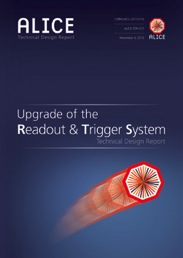 ALICE
Technical Design Report
ALICE
Upgrade of the
Readout & Trigger System
Technical Design Report